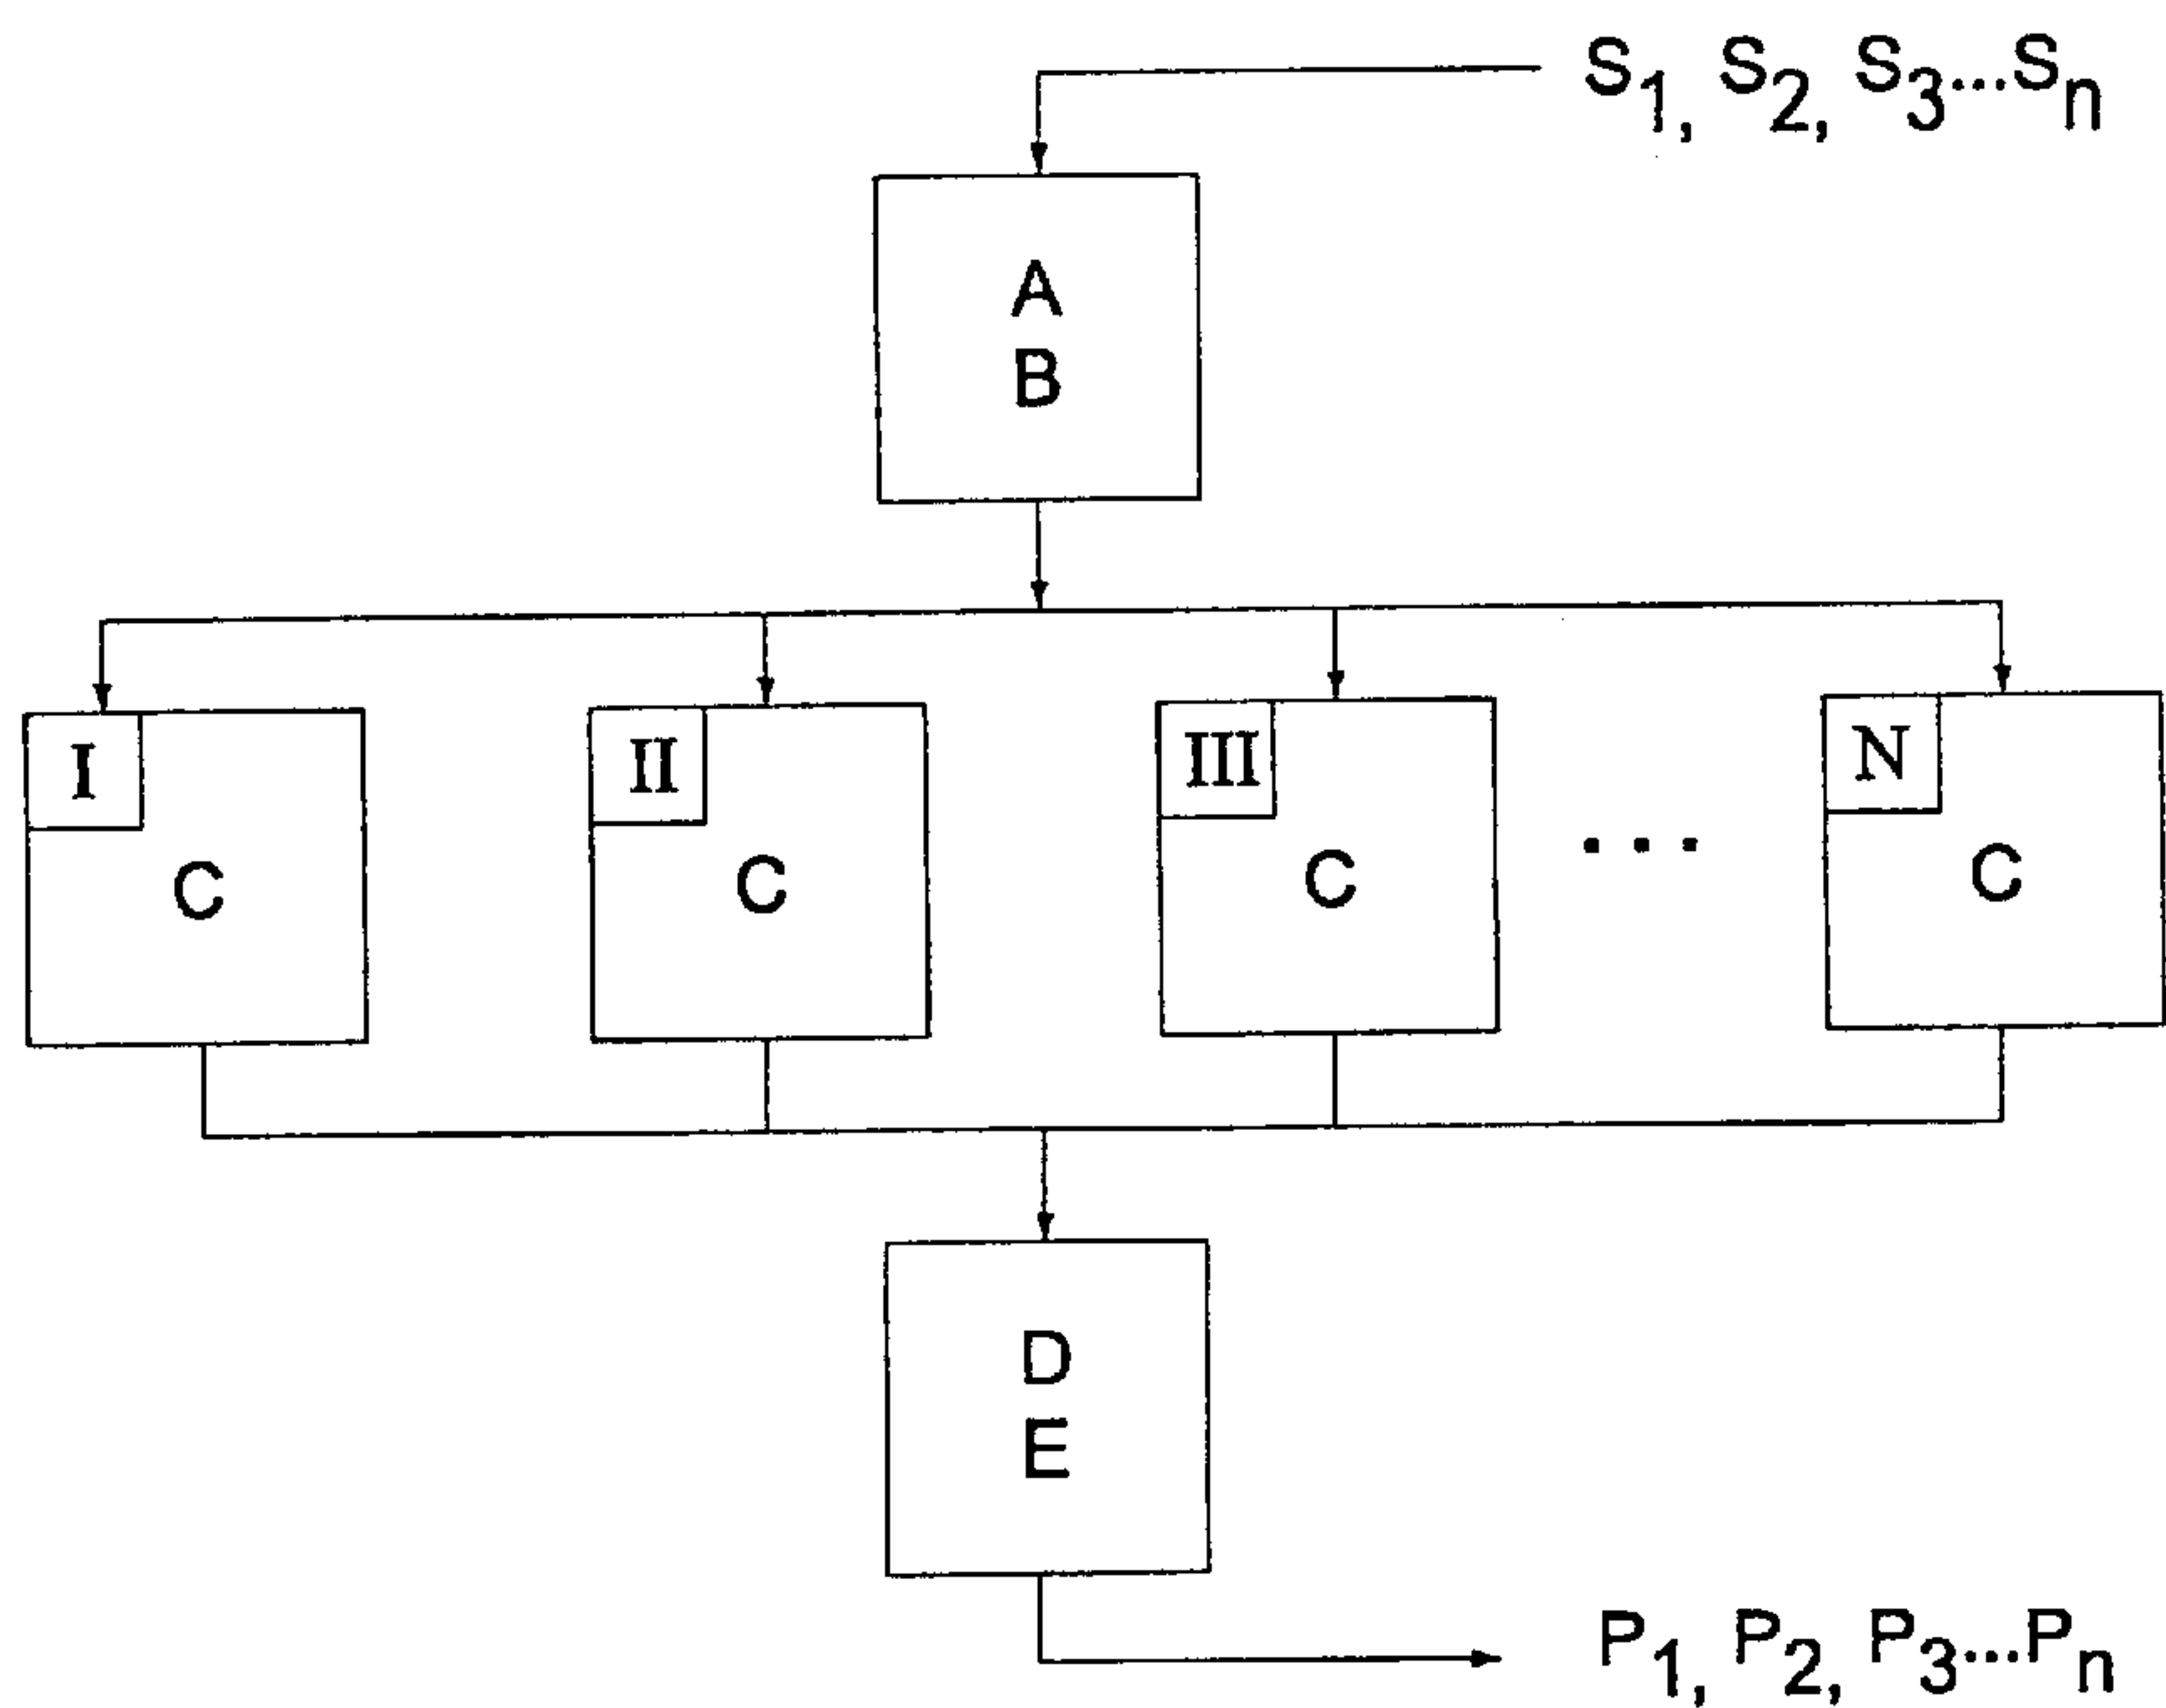 S1, S2, S3...Sn
A
B
I
II
III
N
C
C
C
...
C
D
E
P1, P2, P3...Pn